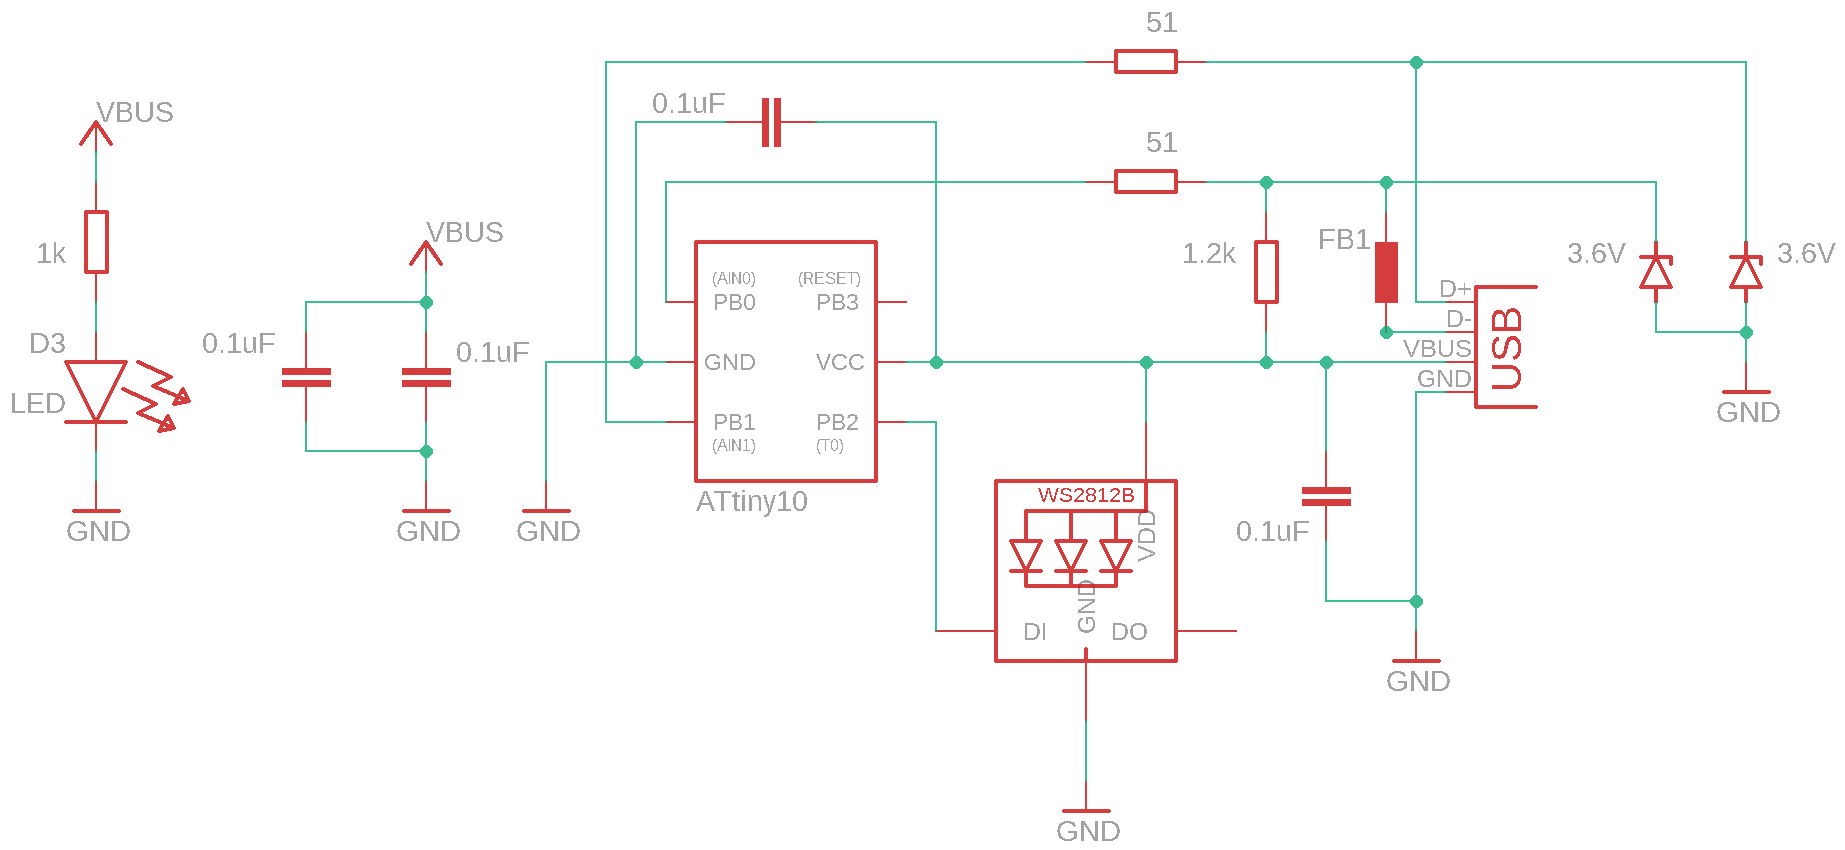 51
0.1uF
VBUS
51
VBUS
1k
FB1
1.2k
3.6V
3.6V
(AIN0)
(RESET)
PB0
PB3
D+
D-
VBUS
GND
USB
D3
LED
0.1uF
0.1uF
GND
VCC
PB1
PB2
(AIN1)
(T0)
GND
ATtiny10
WS2812B
VDD
GND
DI
DO
0.1uF
GND
GND
GND
GND
GND